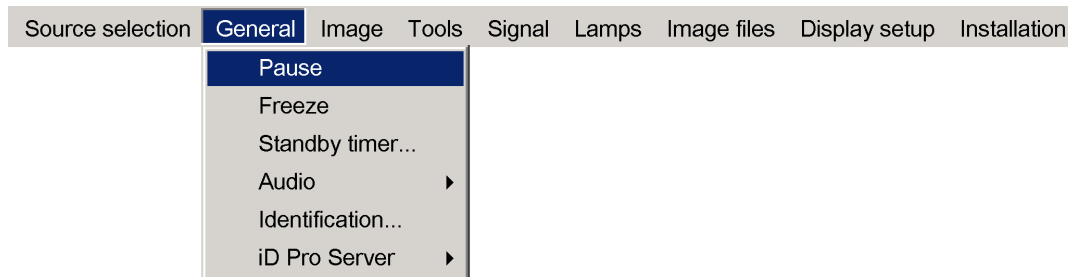 Source selection General Image Tools Signal Lamps Image files Display setup Installation
Pause
Freeze
Standby timer...
Audio
Identification...
iD Pro Server